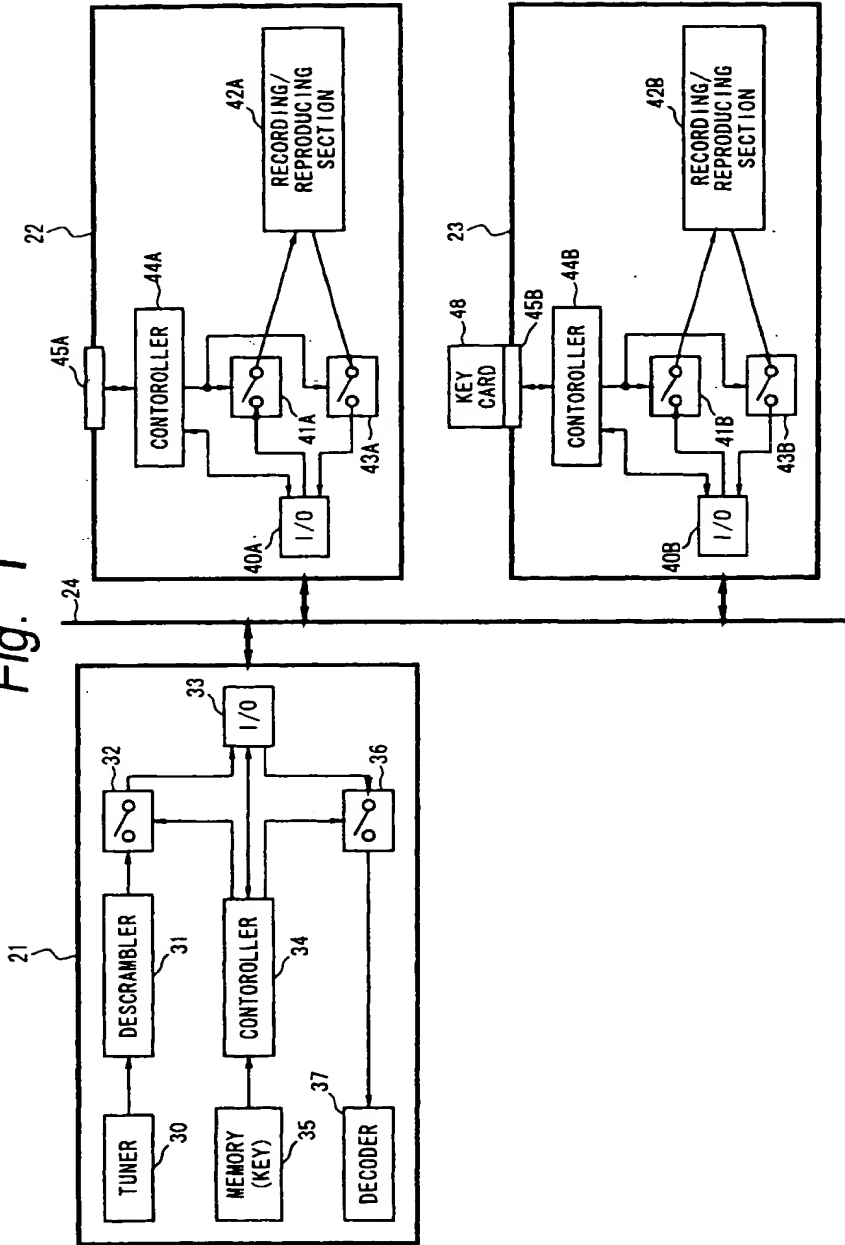 Fig. 1
21
TUNER
30
DESCRAMBLER
31
32
33
I/O
MEMORY
(KEY)
35
CONTOROLLER
34
36
DECODER
37
24
22
45A
44A
CONTOROLLER
40A
I/O
41A
43A
42A
RECORDING/
REPRODUCING
SECTION
23
48
KEY
CARD
45B
44B
CONTOROLLER
40B
I/O
41B
43B
42B
RECORDING/
REPRODUCING
SECTION